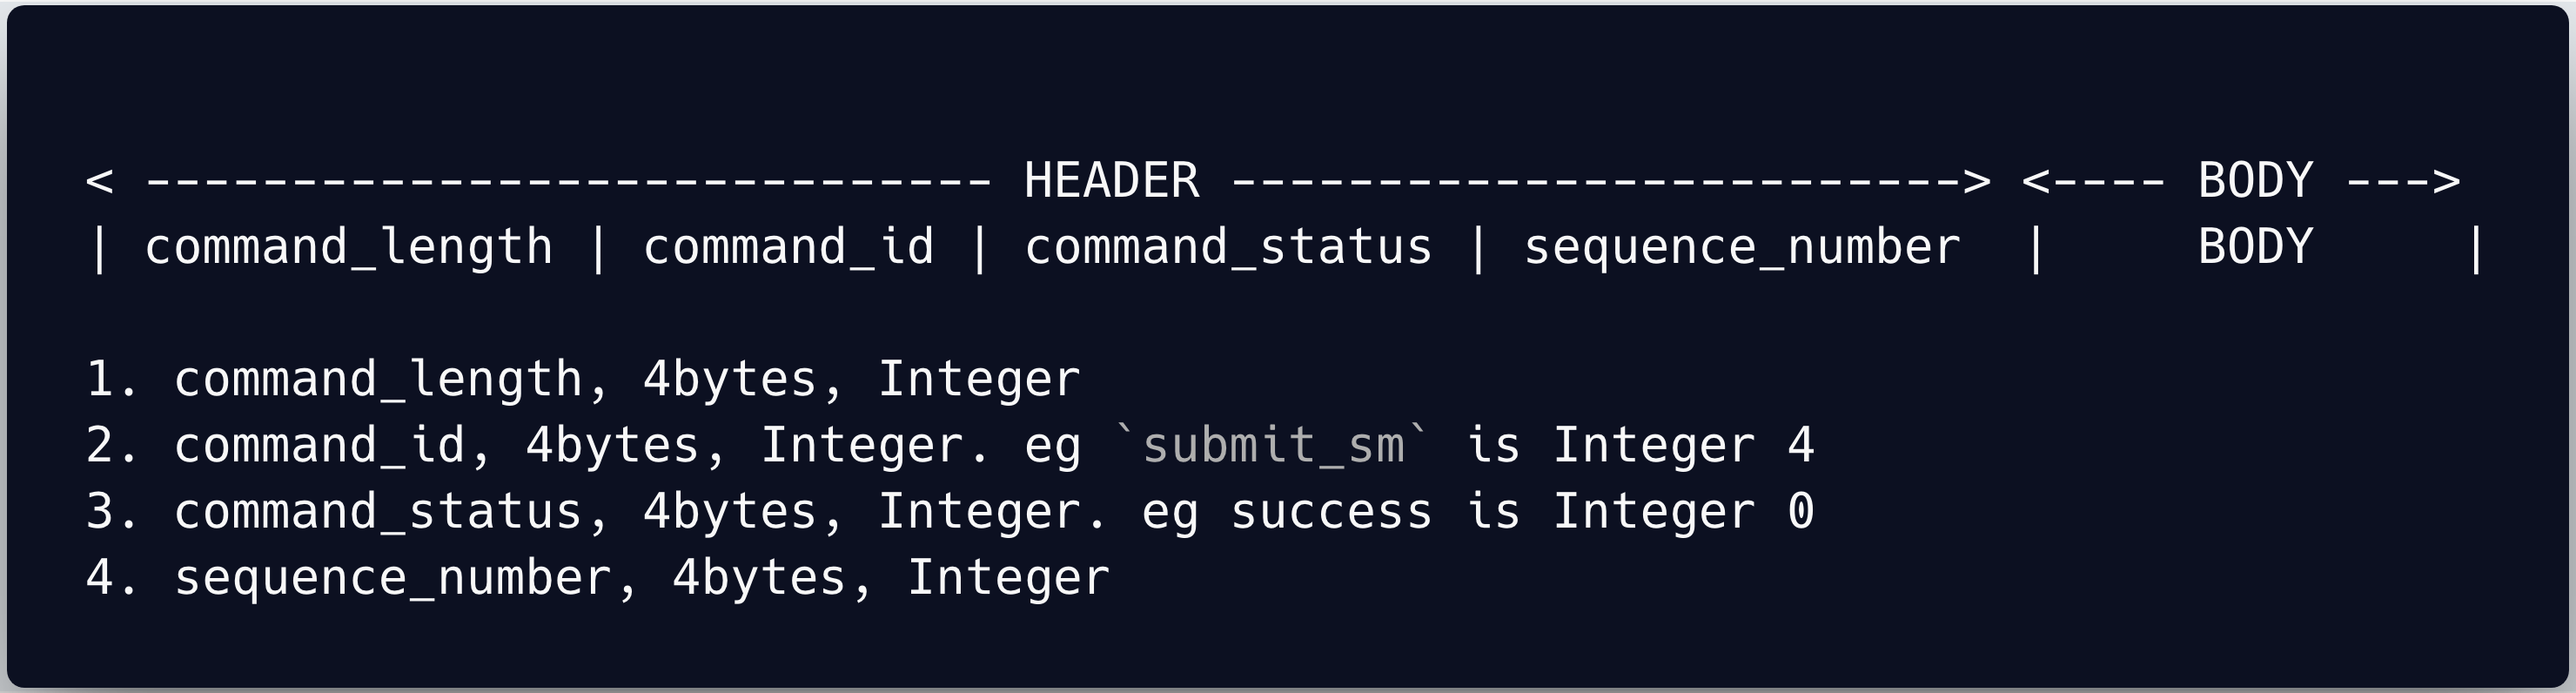 < ----------------------------- HEADER -------------------------> <---- BODY --->
| command_length | command_id | command_status | sequence_number  |     BODY     |
1. command_length, 4bytes, Integer
2. command_id, 4bytes, Integer. eg `submit_sm` is Integer 4
3. command_status, 4bytes, Integer. eg success is Integer 0
4. sequence_number, 4bytes, Integer